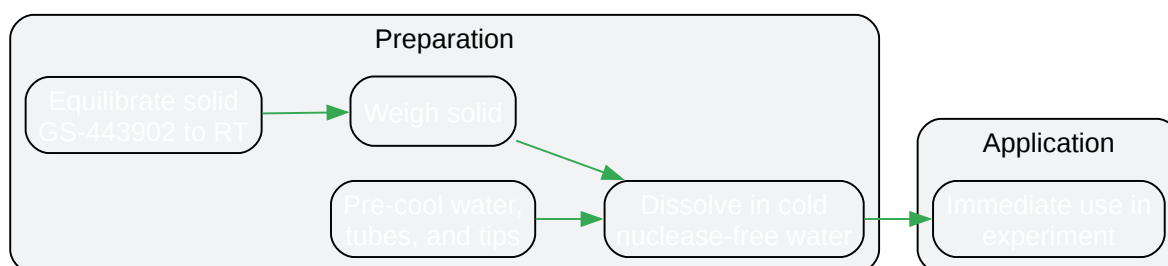 Preparation
Equilibrate solid
GS-443902 to RT
Weigh solid
Pre-cool water,
tubes, and tips
Dissolve in cold
nuclease-free water
Application
Immediate use in
experiment